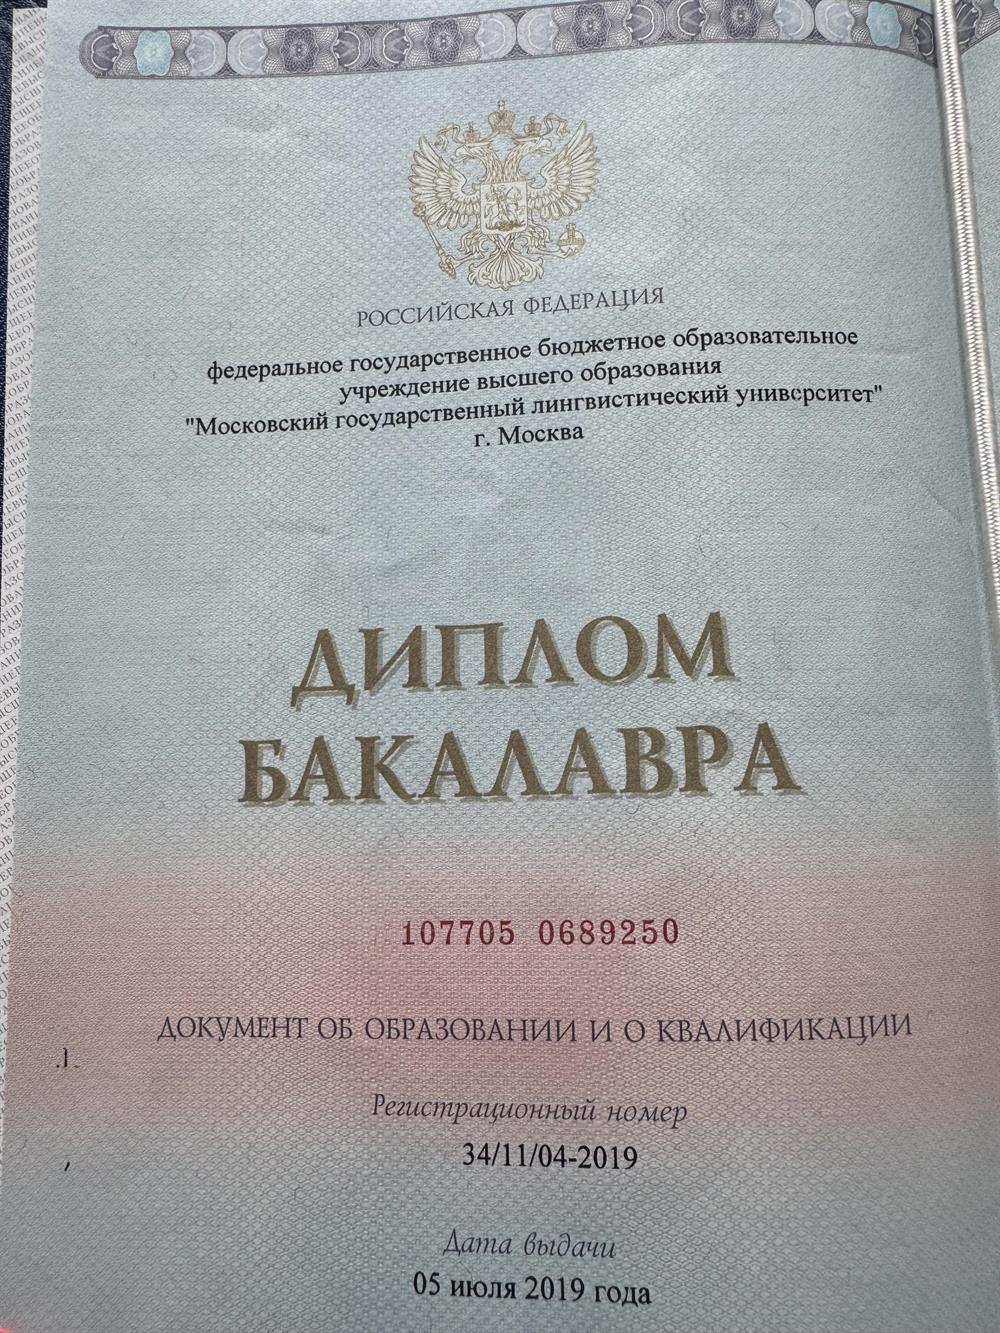 РОССИЙСКАЯ ФЕДЕРАЦИЯ
федеральное государственное бюджетное образовательное
учреждение высшего образования
"Московский государственный лингвистический университет"
г. Москва
ДИПЛОМ
БАКАЛАВРА
107705 0689250
ДОКУМЕНТ ОБ ОБРАЗОВАНИИ И О КВАЛИФИКАЦИИ
Регистрационный номер
34/11/04-2019
Дата выдачи
05 июля 2019 года